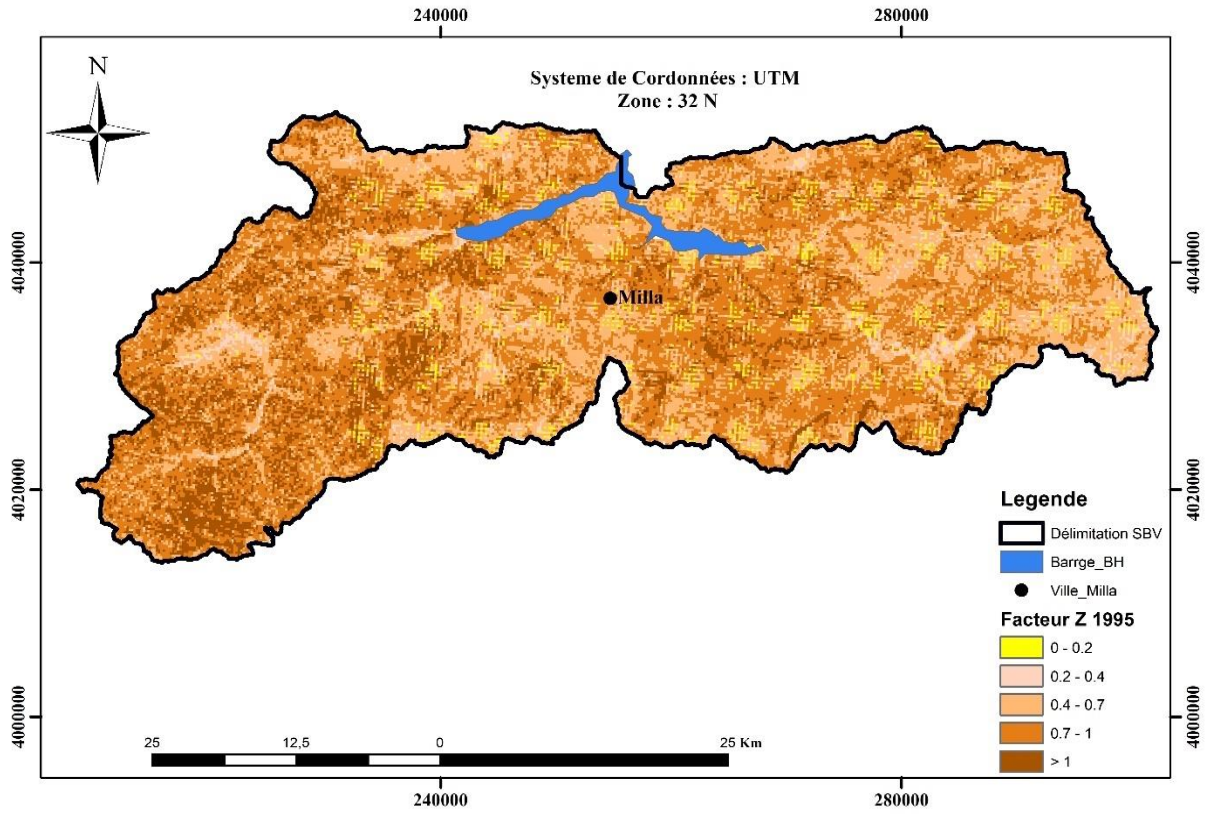 240000
280000
N
Systeme de Cordonnées : UTM
Zone : 32 N
4040000
4040000
Milla
4020000
4020000
Legende
Délimitation SBV
Barrge_BH
Ville_Milla
Facteur Z 1995
0 - 0.2
0.2 - 0.4
0.4 - 0.7
0.7 - 1
> 1
4000000
4000000
25
12,5
0
25 Km
240000
280000